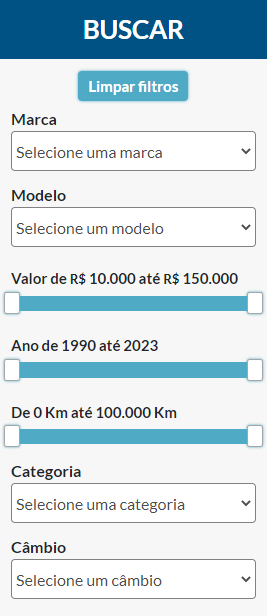 BUSCAR
Limpar filtros
Marca
Selecione uma marca
Modelo
Selecione um modelo
Valor de R$ 10.000 até R$ 150.000
Ano de 1990 até 2023
De 0 Km até 100.000 Km
Categoria
Selecione uma categoria
Câmbio
Selecione um câmbio